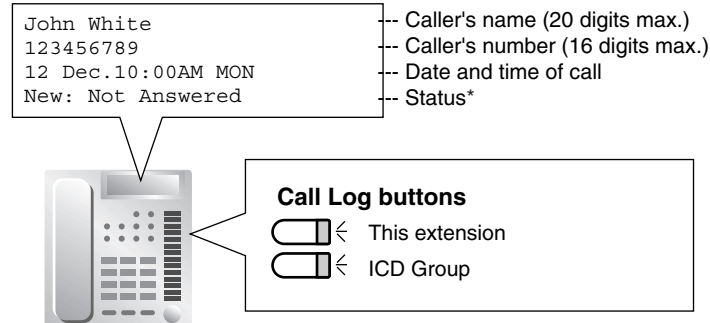 John White --- Caller's name (20 digits max.)
123456789 --- Caller's number (16 digits max.)
12 Dec.10:00AM MON --- Date and time of call
New: Not Answered --- Status*
Call Log buttons
This extension
ICD Group